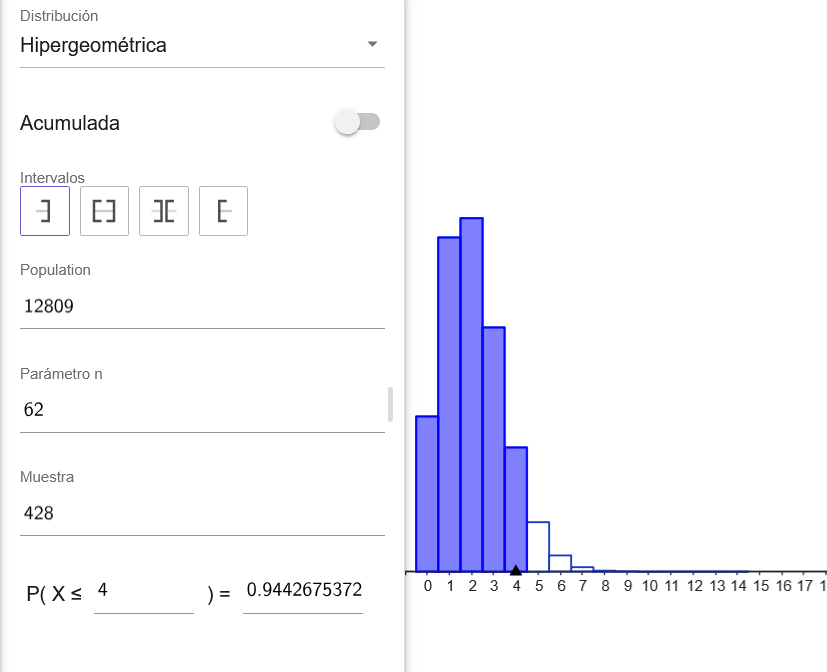 Distribución
Hipergeométrica
Acumulada
Intervalos
Population
12809
Parámetro n
62
Muestra
428
P( X ≤ 4 ) = 0.9442675372
0 1 2 3 4 5 6 7 8 9 10 11 12 13 14 15 16 17 1